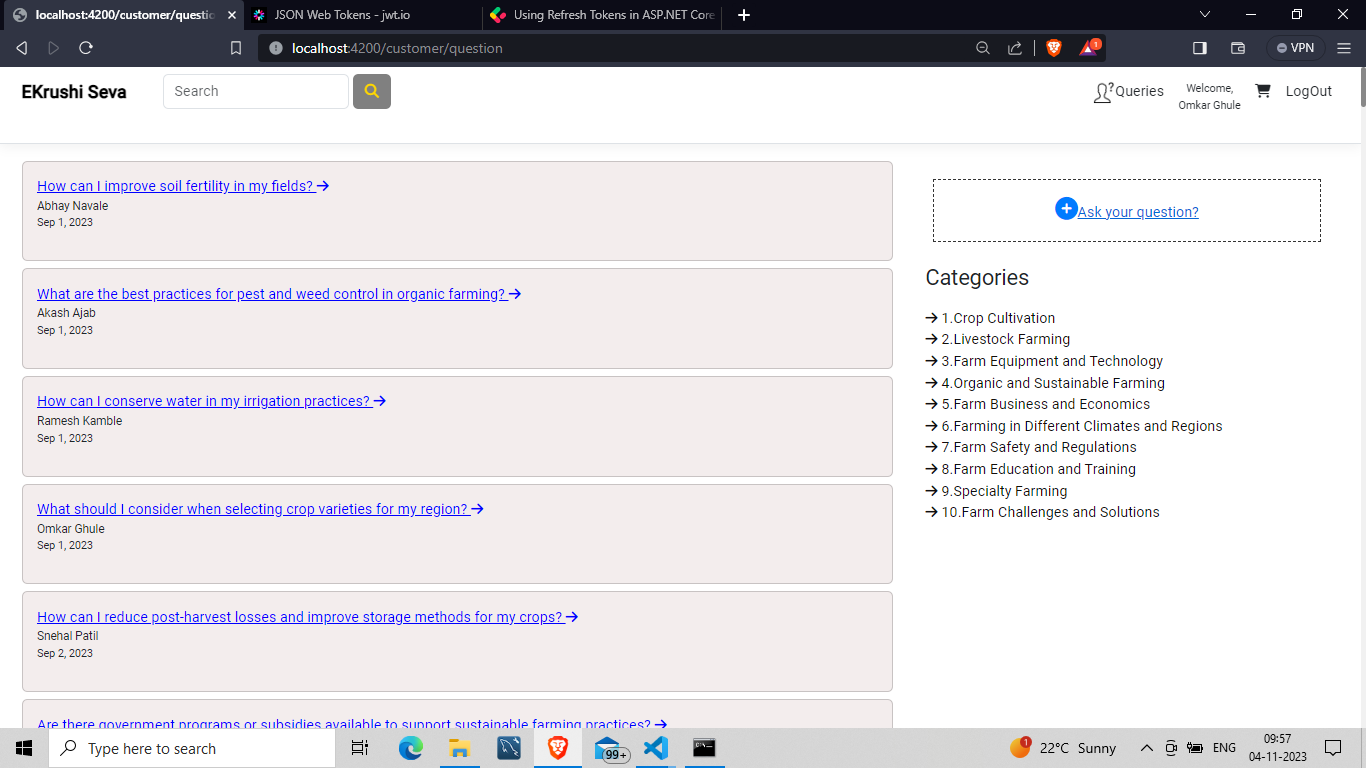 localhost:4200/customer/questic
JSON Web Tokens - jwt.io
Using Refresh Tokens in ASP.NET Core
localhost:4200/customer/question
1
VPN
EKrushi Seva
Search
Queries
Welcome,
Omkar Ghule
LogOut
How can I improve soil fertility in my fields?
Abhay Navale
Sep 1, 2023
What are the best practices for pest and weed control in organic farming?
Akash Ajab
Sep 1, 2023
How can I conserve water in my irrigation practices?
Ramesh Kamble
Sep 1, 2023
What should I consider when selecting crop varieties for my region?
Omkar Ghule
Sep 1, 2023
How can I reduce post-harvest losses and improve storage methods for my crops?
Snehal Patil
Sep 2, 2023
Are there government programs or subsidies available to support sustainable farming practices?
Ask your question?
Categories
1.Crop Cultivation
2.Livestock Farming
3.Farm Equipment and Technology
4.Organic and Sustainable Farming
5.Farm Business and Economics
6.Farming in Different Climates and Regions
7.Farm Safety and Regulations
8.Farm Education and Training
9.Specialty Farming
10.Farm Challenges and Solutions
Type here to search
99+
1
22°C Sunny
ENG
09:57
04-11-2023